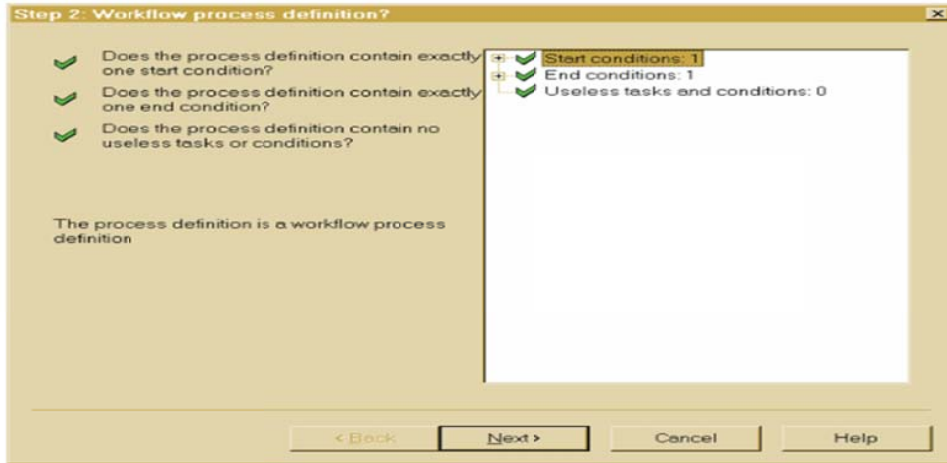 Step 2: Workflow process definition?
Does the process definition contain exactly
one start condition?
Does the process definition contain exactly
one end condition?
Does the process definition contain no
useless tasks or conditions?
The process definition is a workflow process
definition
Start conditions: 1
End conditions: 1
Useless tasks and conditions: 0
< Back
Next >
Cancel
Help